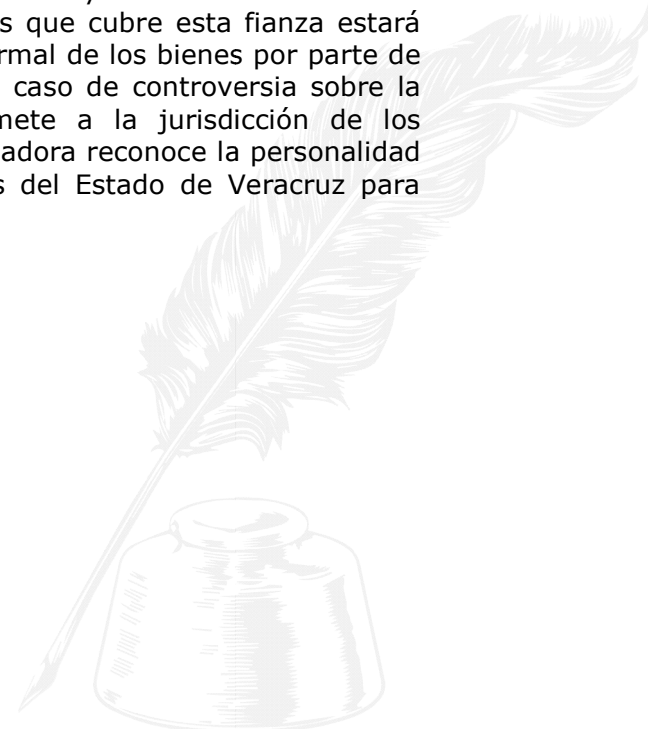 s que cubre esta fianza estará
rmal de los bienes por parte de
caso de controversia sobre la
mete a la jurisdicción de los
adora reconoce la personalidad
s del Estado de Veracruz para